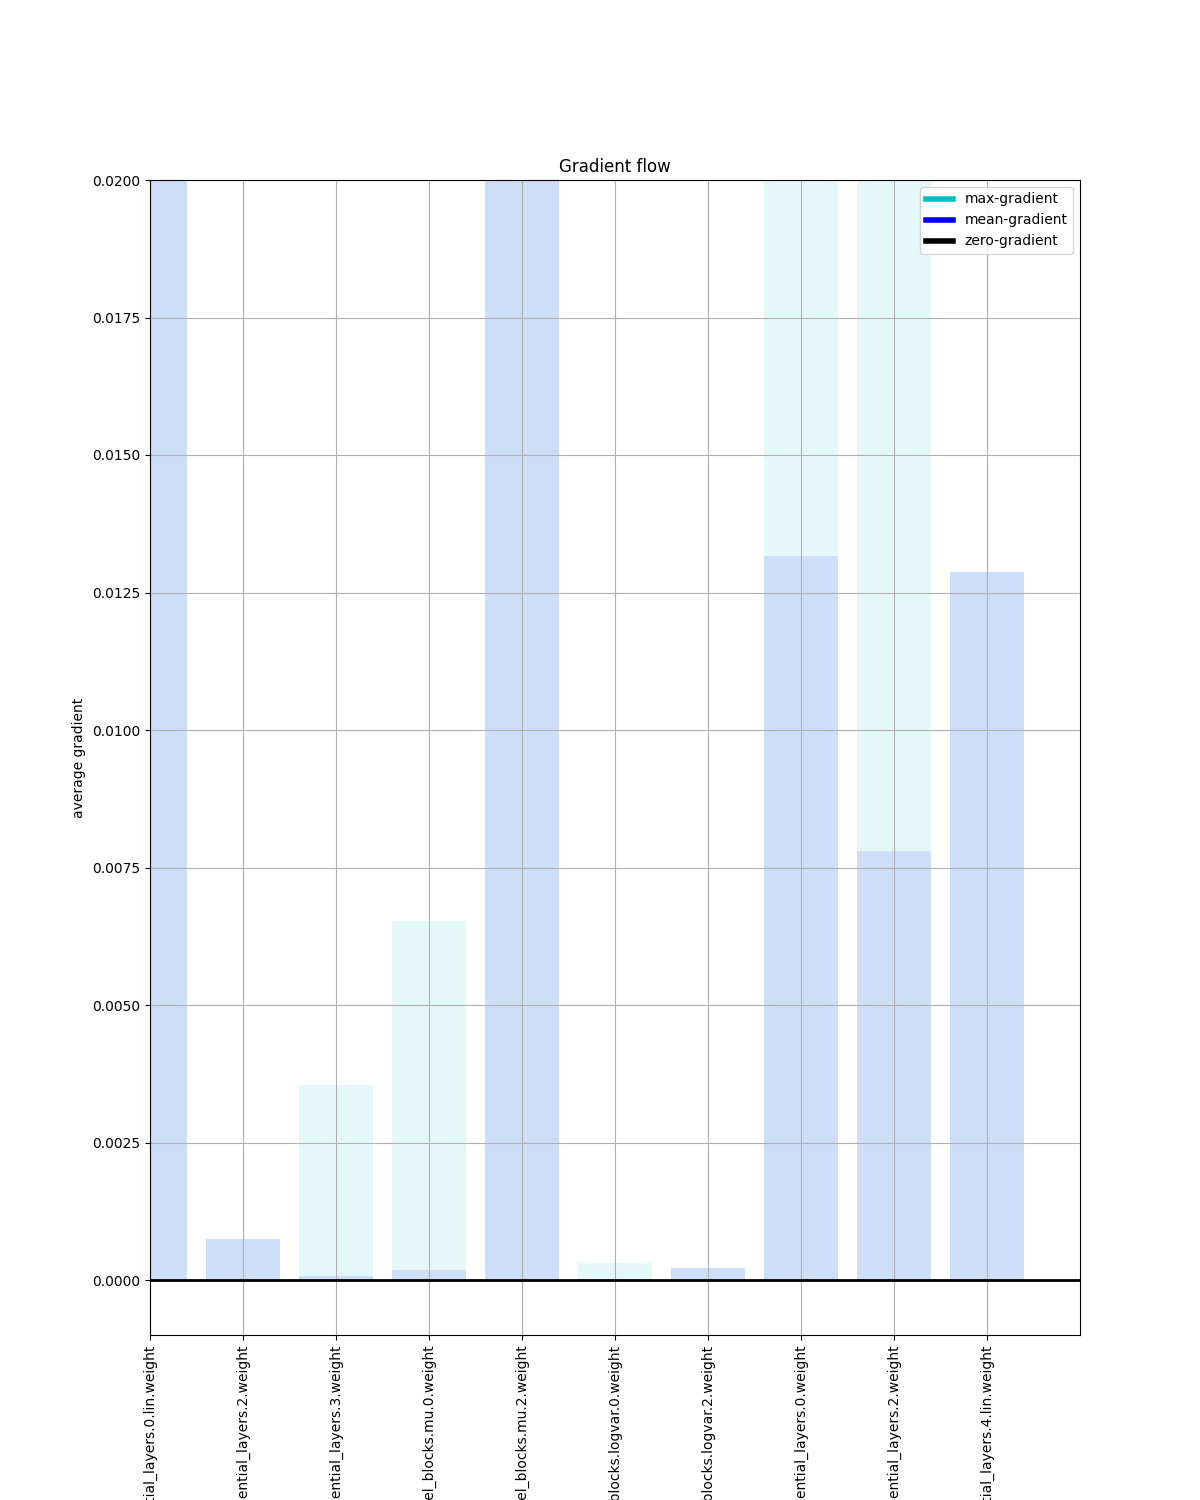 Gradient flow
max-gradient
mean-gradient
zero-gradient
0.0200
0.0175
0.0150
0.0125
0.0100
0.0075
0.0050
0.0025
0.0000
average gradient
tial_layers.0.lin.weight
ential_layers.2.weight
ential_layers.3.weight
el_blocks.mu.0.weight
el_blocks.mu.2.weight
blocks.logvar.0.weight
blocks.logvar.2.weight
ential_layers.0.weight
ential_layers.2.weight
tial_layers.4.lin.weight